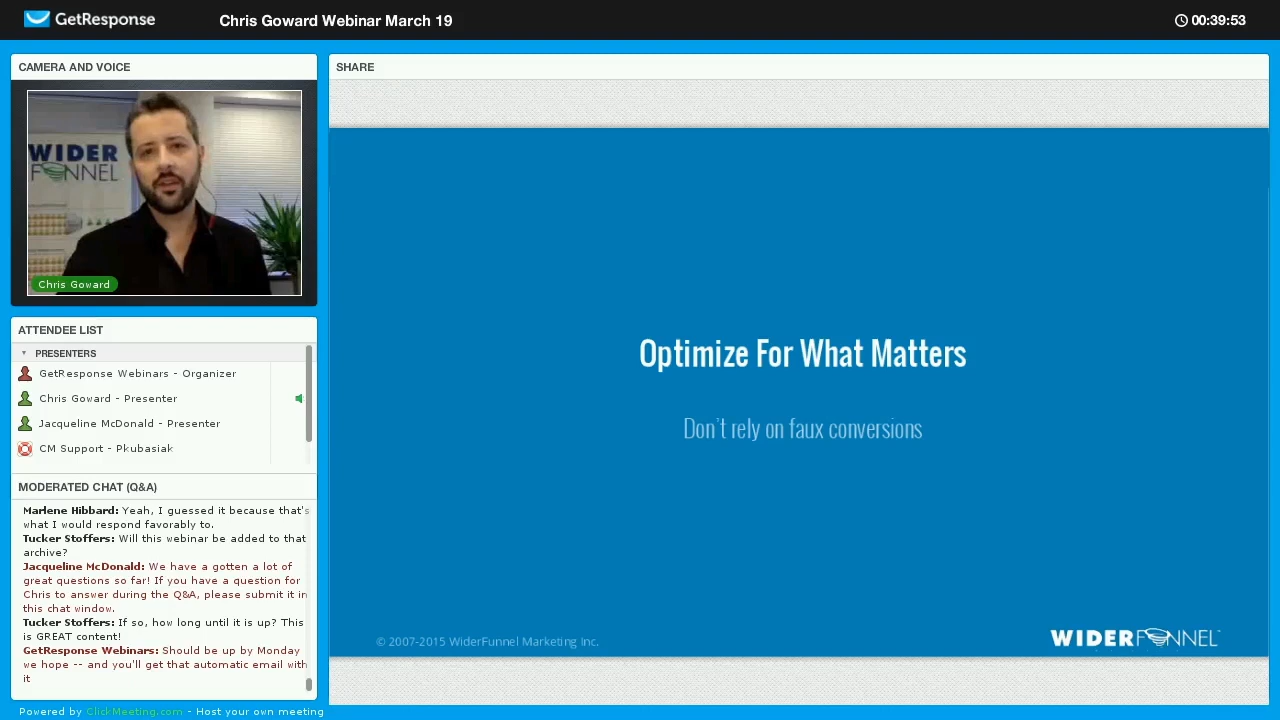 GetResponse
Chris Goward Webinar March 19
00:39:53
CAMERA AND VOICE
WIDER
FUNNEL
Chris Goward
ATTENDEE LIST
PRESENTERS
GetResponse Webinars - Organizer
Chris Goward - Presenter
Jacqueline McDonald - Presenter
CM Support - Pkubasiak
MODERATED CHAT (Q&A)
Marlene Hibbard: Yeah, I guessed it because that's
what I would respond favorably to.
Tucker Stoffers: Will this webinar be added to that
archive?
Jacqueline McDonald: We have a gotten a lot of
great questions so far! If you have a question for
Chris to answer during the Q&A, please submit it in
this chat window.
Tucker Stoffers: If so, how long until it is up? This
is GREAT content!
GetResponse Webinars: Should be up by Monday
we hope -- and you'll get that automatic email with
it
Powered by ClickMeeting.com - Host your own meeting
SHARE
Optimize For What Matters
Don't rely on faux conversions
© 2007-2015 WiderFunnel Marketing Inc.
WIDERFUNNEL™